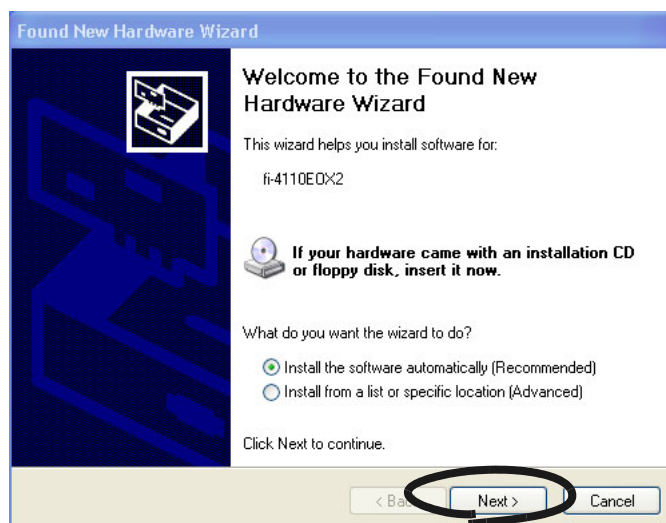 Found New Hardware Wizard
Welcome to the Found New
Hardware Wizard
This wizard helps you install software for:
fi-4110EOX2
If your hardware came with an installation CD
or floppy disk, insert it now.
What do you want the wizard to do?
Install the software automatically (Recommended)
Install from a list or specific location (Advanced)
Click Next to continue.
Next > Cancel